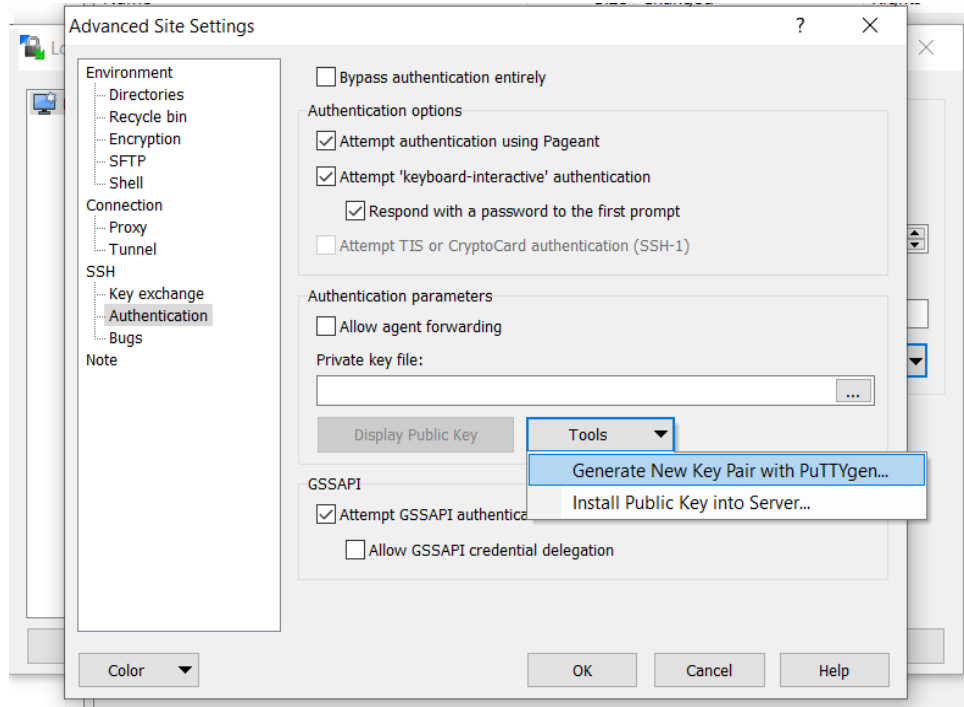 Advanced Site Settings
?
Lo
Environment
Directories
Recycle bin
Encryption
SFTP
Shell
Connection
Proxy
Tunnel
SSH
Key exchange
Authentication
Bugs
Note
Bypass authentication entirely
Authentication options
Attempt authentication using Pageant
Attempt 'keyboard-interactive' authentication
Respond with a password to the first prompt
Attempt TIS or CryptoCard authentication (SSH-1)
Authentication parameters
Allow agent forwarding
Private key file:
...
Display Public Key
Tools
Generate New Key Pair with PuTTYgen...
Install Public Key into Server...
GSSAPI
Attempt GSSAPI authentica
Allow GSSAPI credential delegation
Color
OK
Cancel
Help